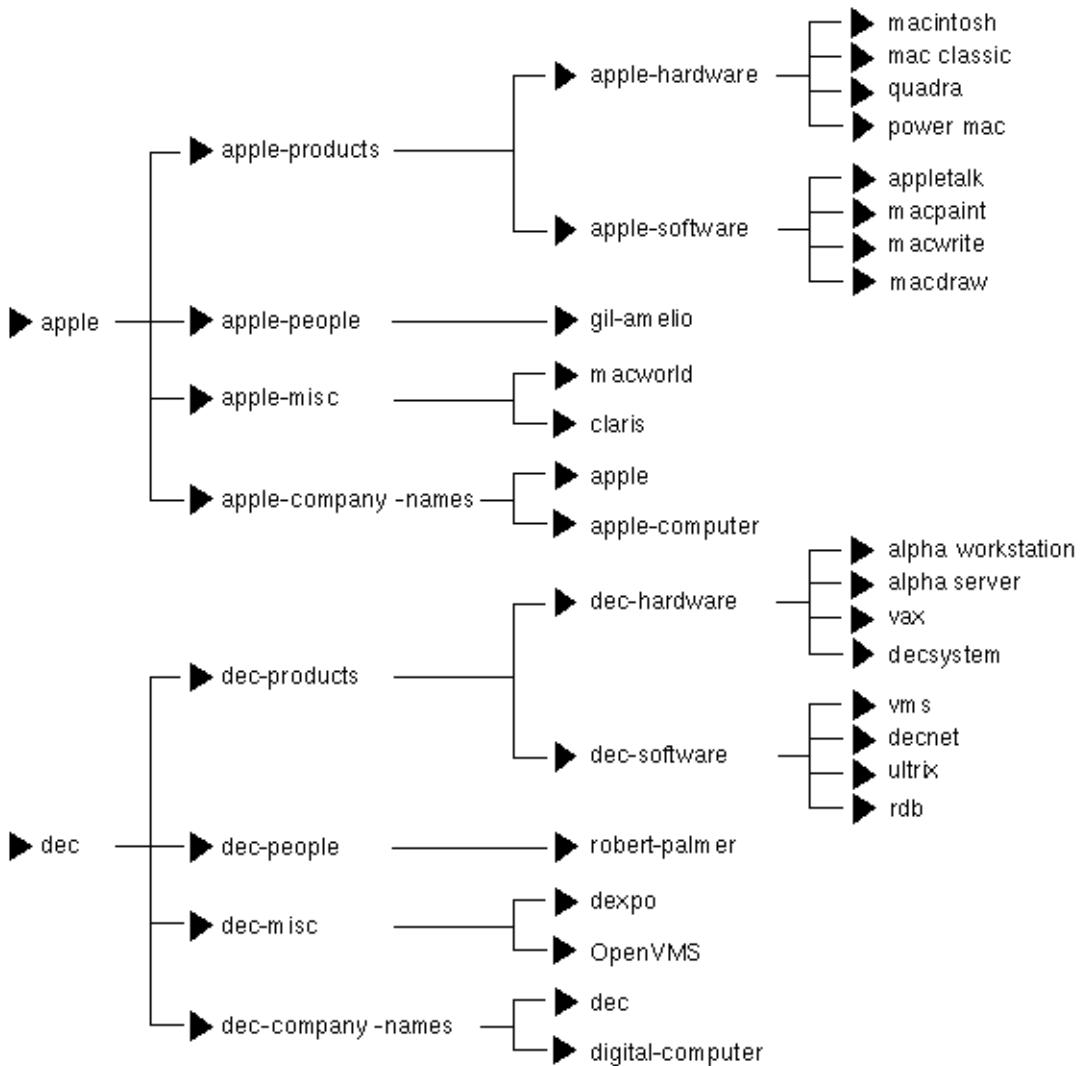 macintosh
mac classic
apple-hardware
quadra
power mac
apple-products
appletalk
macpaint
apple-software
macwrite
macdraw
apple
apple-people
gil-amelio
macworld
apple-misc
claris
apple
apple-company -names
apple-computer
alpha workstation
alpha server
dec-hardware
vax
decsystem
dec-products
vms
decnet
dec-software
ultrix
rdb
dec
dec-people
robert-palmer
dexpo
dec-misc
OpenVMS
dec
dec-company -names
digital-computer